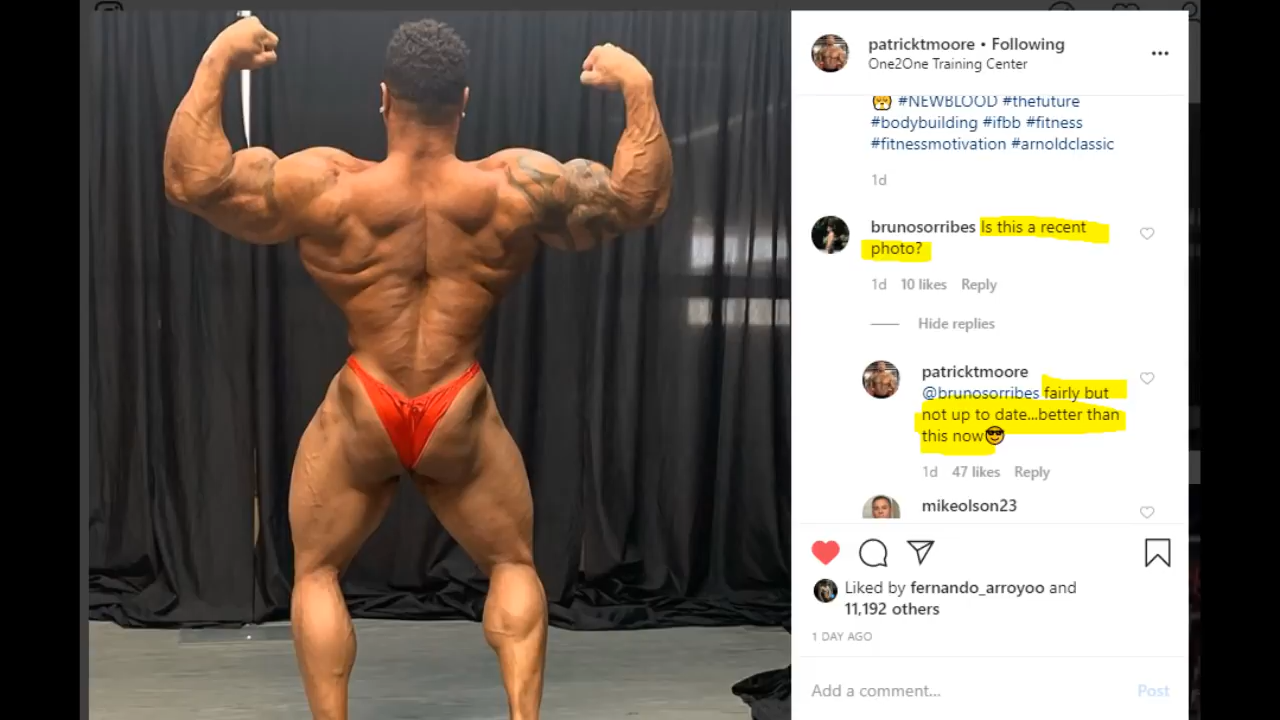 patricktmoore • Following
One2One Training Center
#NEWBLOOD #thefuture
#bodybuilding #ifbb #fitness
#fitnessmotivation #arnoldclassic
1d
brunosorribes Is this a recent
photo?
1d 10 likes Reply
Hide replies
patricktmoore
@brunosorribes fairly but
not up to date...better than
this now😎
1d 47 likes Reply
mikeolson23
Liked by fernando_arroyoo and
11,192 others
1 DAY AGO
Add a comment... Post